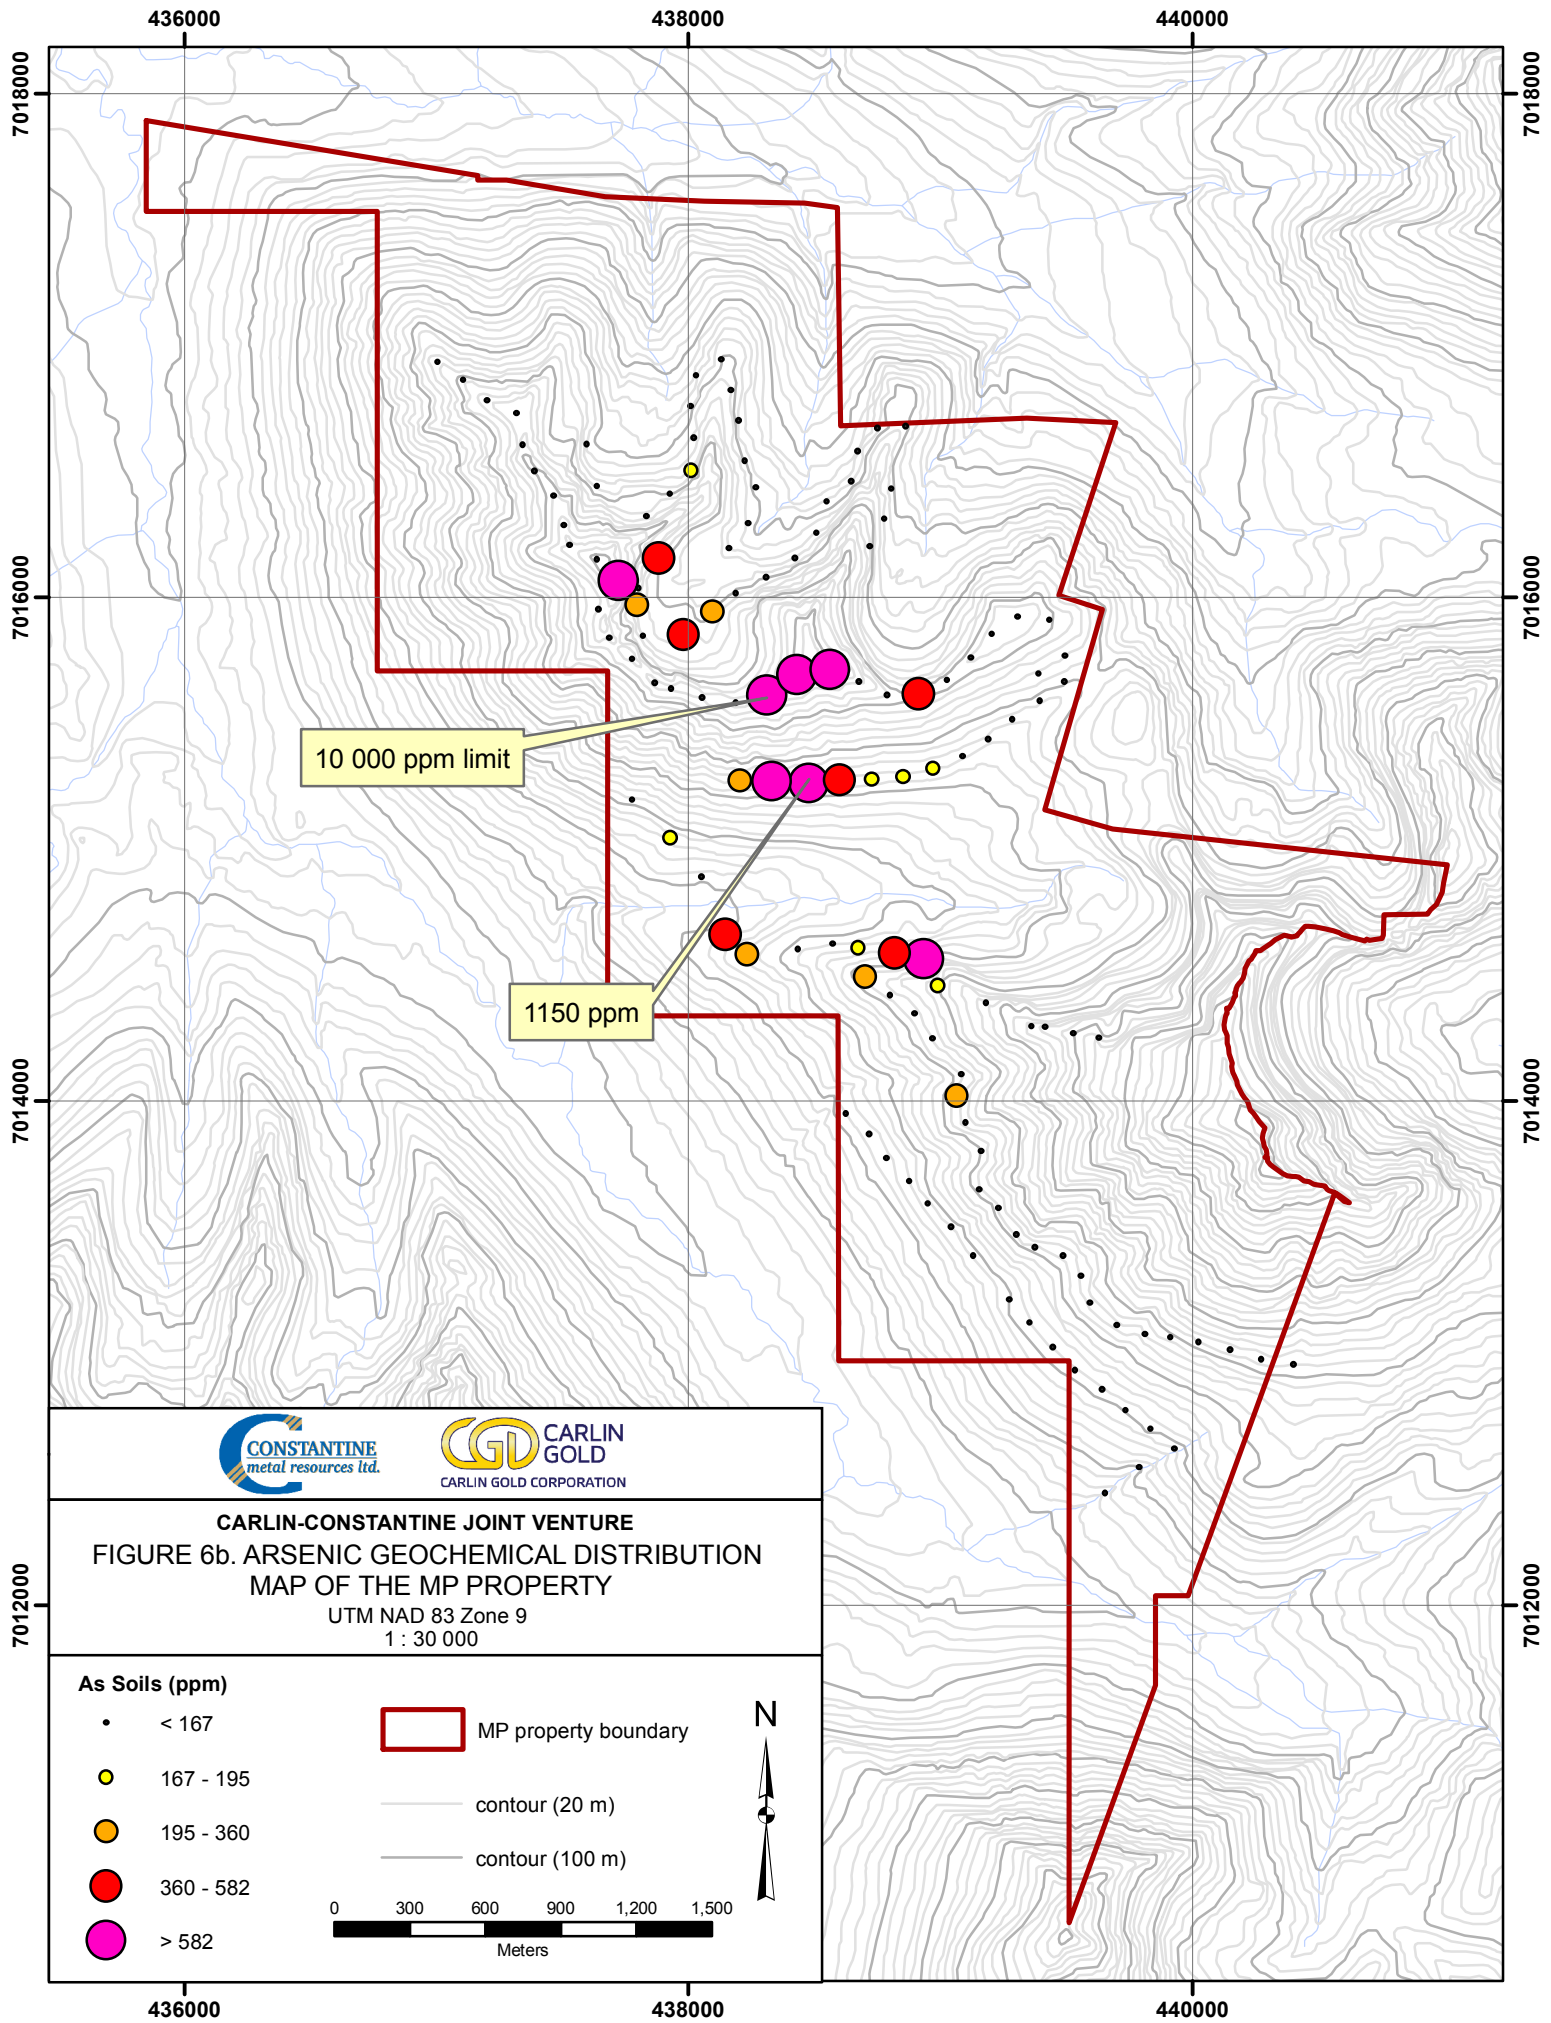 436000
438000
440000
7018000
7018000
7016000
7016000
10 000 ppm limit
1150 ppm
7014000
7014000
CONSTANTINE
metal resources ltd.
CGD
CARLIN
GOLD
CARLIN GOLD CORPORATION
CARLIN-CONSTANTINE JOINT VENTURE
FIGURE 6b. ARSENIC GEOCHEMICAL DISTRIBUTION
MAP OF THE MP PROPERTY
UTM NAD 83 Zone 9
1 : 30 000
7012000
7012000
As Soils (ppm)
< 167
167 - 195
195 - 360
360 - 582
> 582
MP property boundary
contour (20 m)
contour (100 m)
N
0 300 600 900 1,200 1,500
Meters
436000
438000
440000